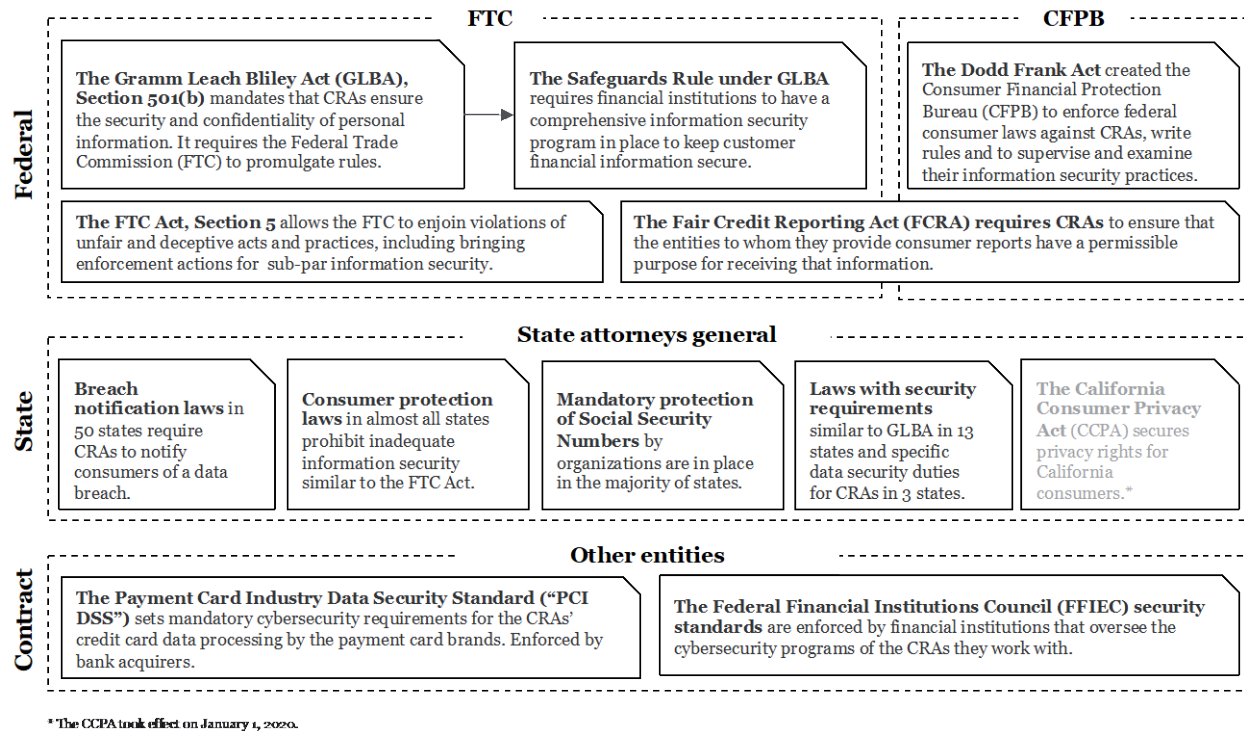 FTC
CFPB
Federal
The Gramm Leach Bliley Act (GLBA),
Section 501(b) mandates that CRAs ensure
the security and confidentiality of personal
information. It requires the Federal Trade
Commission (FTC) to promulgate rules.
The Safeguards Rule under GLBA
requires financial institutions to have a
comprehensive information security
program in place to keep customer
financial information secure.
The Dodd Frank Act created the
Consumer Financial Protection
Bureau (CFPB) to enforce federal
consumer laws against CRAs, write
rules and to supervise and examine
their information security practices.
The FTC Act, Section 5 allows the FTC to enjoin violations of
unfair and deceptive acts and practices, including bringing
enforcement actions for sub-par information security.
The Fair Credit Reporting Act (FCRA) requires CRAs to ensure that
the entities to whom they provide consumer reports have a permissible
purpose for receiving that information.
State attorneys general
State
Breach
notification laws in
50 states require
CRAs to notify
consumers of a data
breach.
Consumer protection
laws in almost all states
prohibit inadequate
information security
similar to the FTC Act.
Mandatory protection
of Social Security
Numbers by
organizations are in place
in the majority of states.
Laws with security
requirements
similar to GLBA in 13
states and specific
data security duties
for CRAs in 3 states.
The California
Consumer Privacy
Act (CCPA) secures
privacy rights for
California
consumers.*
Other entities
Contract
The Payment Card Industry Data Security Standard (“PCI
DSS”) sets mandatory cybersecurity requirements for the CRAs’
credit card data processing by the payment card brands. Enforced by
bank acquirers.
The Federal Financial Institutions Council (FFIEC) security
standards are enforced by financial institutions that oversee the
cybersecurity programs of the CRAs they work with.
* The CCPA took effect on January 1, 2020.